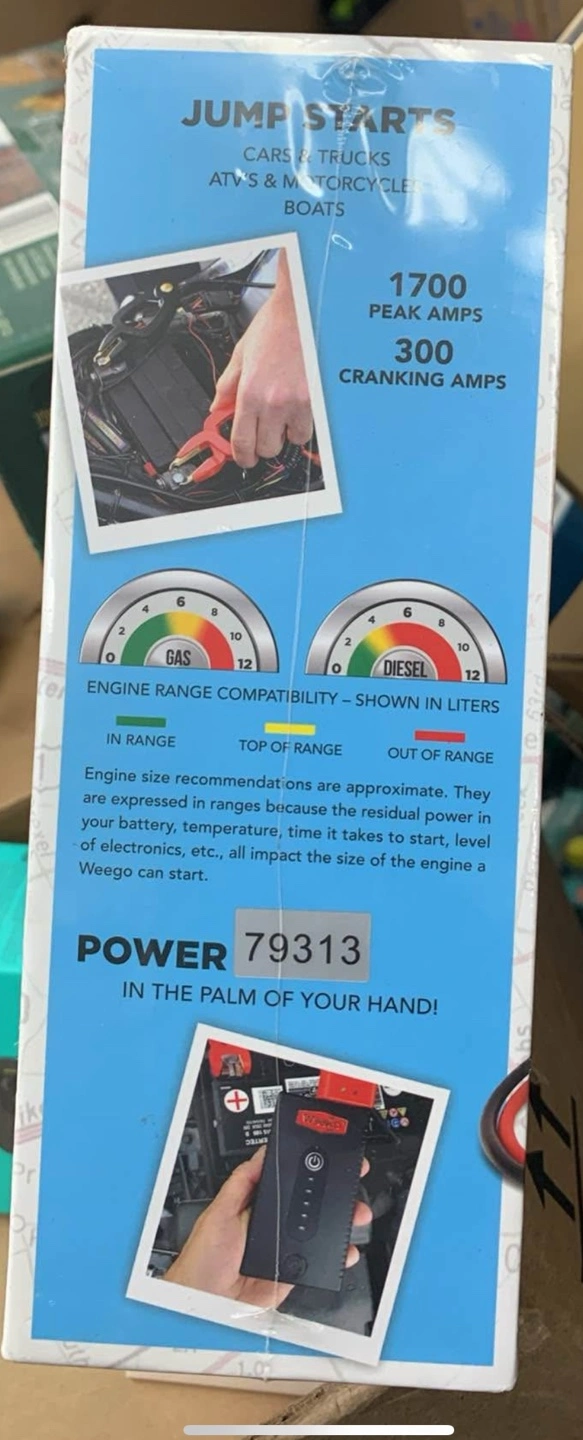 JUMP STARTS
CARS & TRUCKS
ATV'S & MOTORCYCLES
BOATS
1700
PEAK AMPS
300
CRANKING AMPS
0 2 4 6 8 10 12
GAS
0 2 4 6 8 10 12
DIESEL
ENGINE RANGE COMPATIBILITY – SHOWN IN LITERS
IN RANGE
TOP OF RANGE
OUT OF RANGE
Engine size recommendations are approximate. They
are expressed in ranges because the residual power in
your battery, temperature, time it takes to start, level
of electronics, etc., all impact the size of the engine a
Weego can start.
POWER 79313
IN THE PALM OF YOUR HAND!